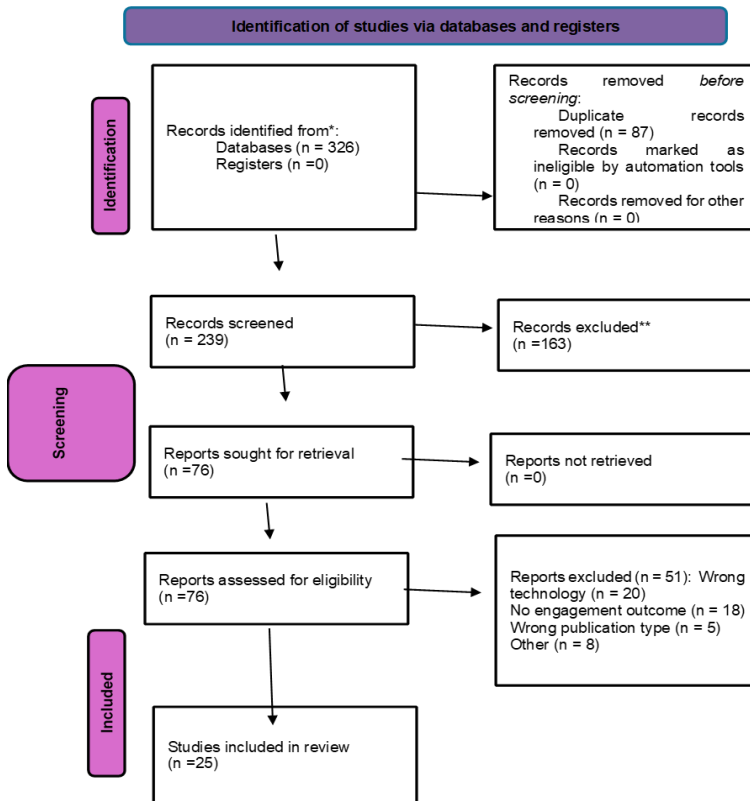 Identification of studies via databases and registers
Identification
Records identified from*:
Databases (n = 326)
Registers (n =0)
Records removed before
screening:
Duplicate records
removed (n = 87)
Records marked as
ineligible by automation tools
(n = 0)
Records removed for other
reasons (n = 0)
Screening
Records screened
(n = 239)
Records excluded**
(n =163)
Reports sought for retrieval
(n =76)
Reports not retrieved
(n =0)
Reports assessed for eligibility
(n =76)
Reports excluded (n = 51): Wrong
technology (n = 20)
No engagement outcome (n = 18)
Wrong publication type (n = 5)
Other (n = 8)
Included
Studies included in review
(n =25)